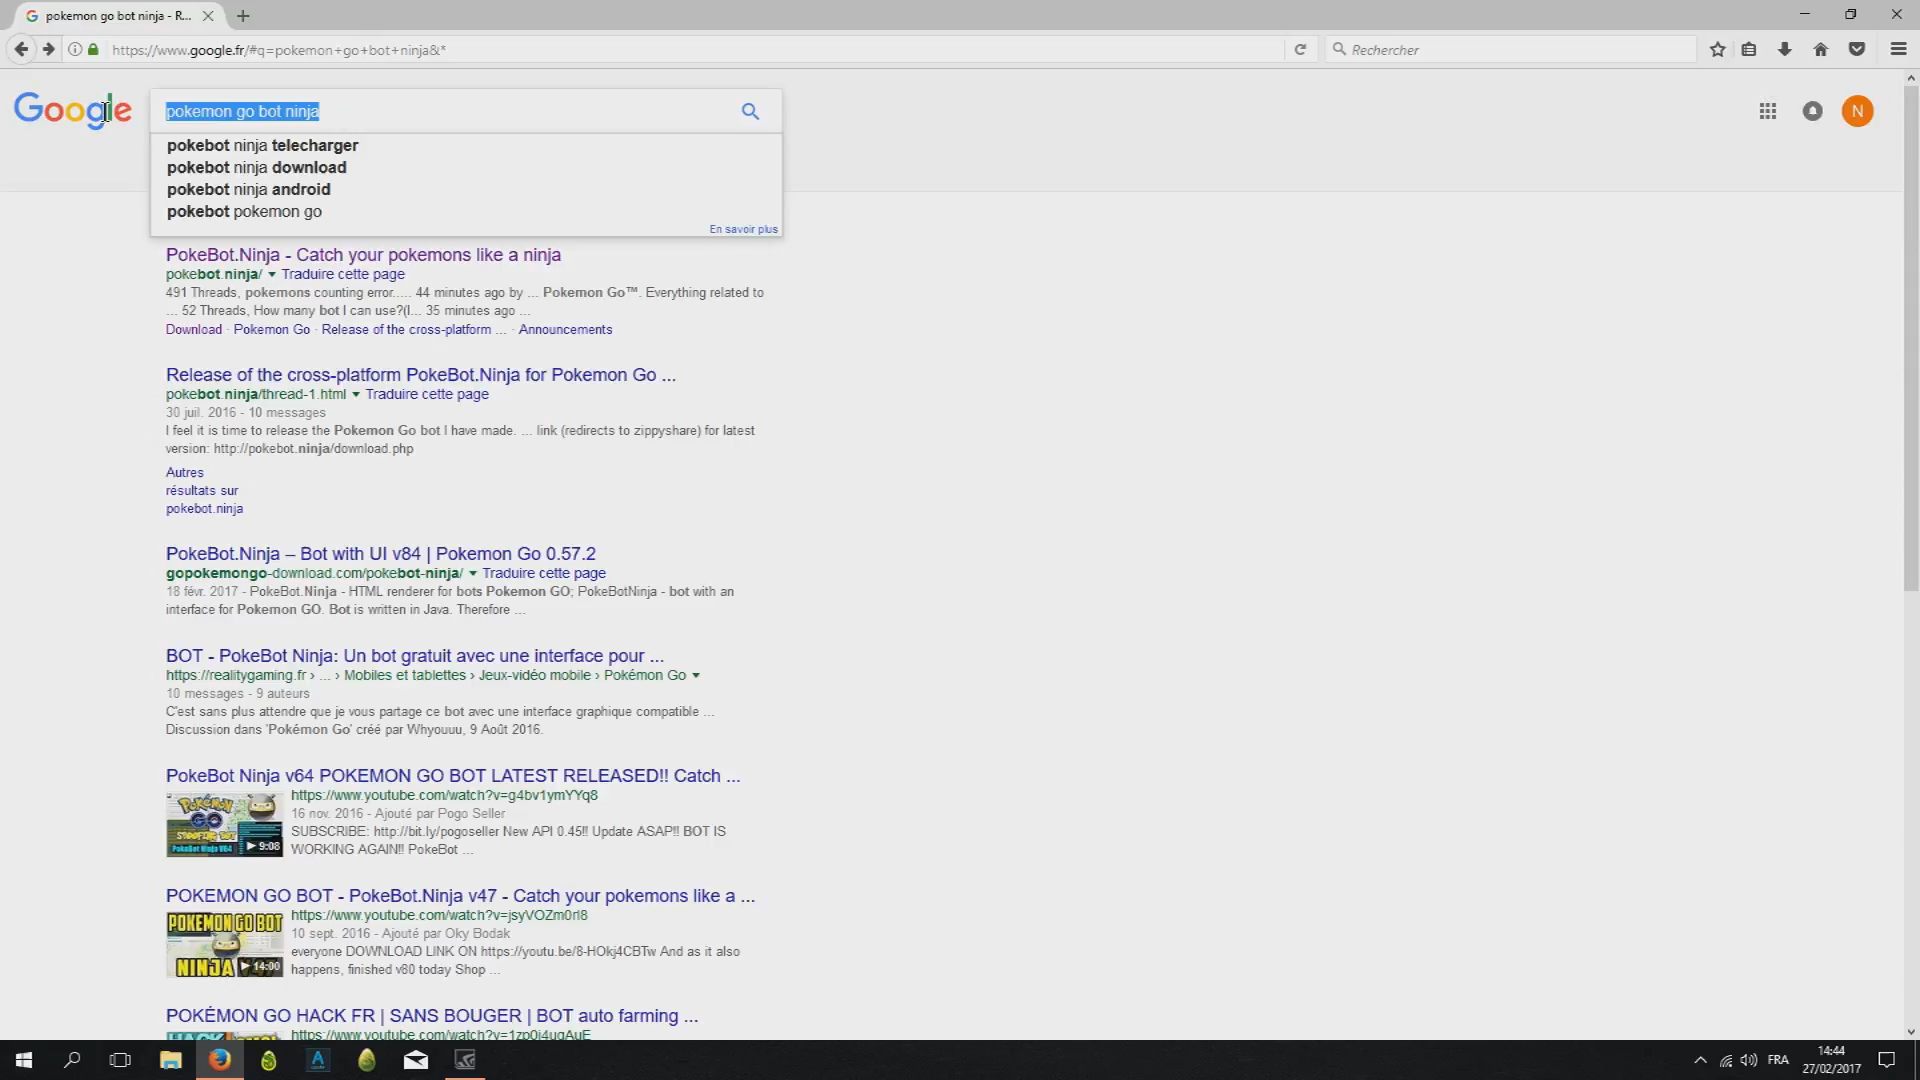 pokemon go bot ninja - R...
https://www.google.fr/#q=pokemon+go+bot+ninja&*
Rechercher
Google
pokemon go bot ninja
N
pokebot ninja telecharger
pokebot ninja download
pokebot ninja android
pokebot pokemon go
En savoir plus
PokeBot.Ninja - Catch your pokemons like a ninja
pokebot.ninja/ Traduire cette page
491 Threads, pokemons counting error..... 44 minutes ago by ... Pokemon Go™. Everything related to
... 52 Threads, How many bot I can use?(I... 35 minutes ago ...
Download · Pokemon Go · Release of the cross-platform ... · Announcements
Release of the cross-platform PokeBot.Ninja for Pokemon Go ...
pokebot.ninja/thread-1.html Traduire cette page
30 juil. 2016 - 10 messages
I feel it is time to release the Pokemon Go bot I have made. ... link (redirects to zippyshare) for latest
version: http://pokebot.ninja/download.php
Autres
résultats sur
pokebot.ninja
PokeBot.Ninja – Bot with UI v84 | Pokemon Go 0.57.2
gopokemongo-download.com/pokebot-ninja/ Traduire cette page
18 févr. 2017 - PokeBot.Ninja - HTML renderer for bots Pokemon GO; PokeBotNinja - bot with an
interface for Pokemon GO. Bot is written in Java. Therefore ...
BOT - PokeBot Ninja: Un bot gratuit avec une interface pour ...
https://realitygaming.fr › ... › Mobiles et tablettes › Jeux-vidéo mobile › Pokémon Go
10 messages - 9 auteurs
C'est sans plus attendre que je vous partage ce bot avec une interface graphique compatible ...
Discussion dans 'Pokémon Go' créé par Whyouuu, 9 Août 2016.
PokeBot Ninja v64 POKEMON GO BOT LATEST RELEASED!! Catch ...
https://www.youtube.com/watch?v=g4bv1ymYYq8
16 nov. 2016 - Ajouté par Pogo Seller
SUBSCRIBE: http://bit.ly/pogoseller New API 0.45!! Update ASAP!! BOT IS
WORKING AGAIN!! PokeBot ...
POKÉMON GO
SPOOFING BOT
PokeBot Ninja V64
9:08
POKEMON GO BOT - PokeBot.Ninja v47 - Catch your pokemons like a ...
https://www.youtube.com/watch?v=jsyVOZm0rI8
10 sept. 2016 - Ajouté par Oky Bodak
everyone DOWNLOAD LINK ON https://youtu.be/8-HOkj4CBTw And as it also
happens, finished v80 today Shop ...
POKEMON GO BOT
NINJA
14:00
POKÉMON GO HACK FR | SANS BOUGER | BOT auto farming ...
https://www.youtube.com/watch?v=1zp0i4ugAuE
HACK
FRA
14:44
27/02/2017